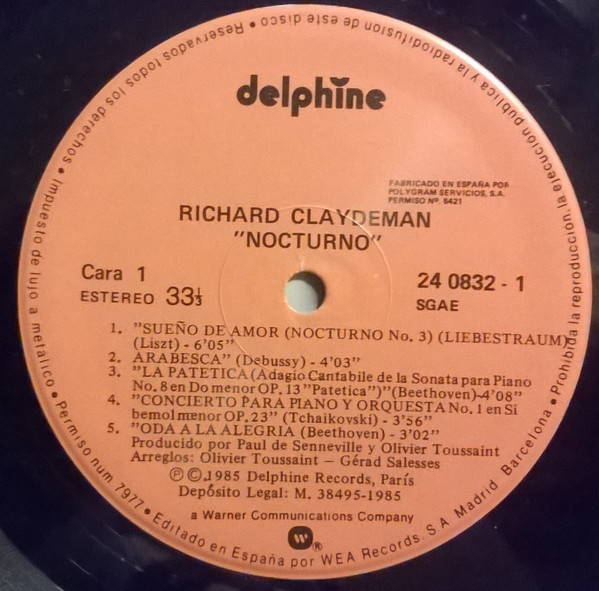 delphine
FABRICADO EN ESPAÑA POR
POLYGRAM SERVICIOS, S.A.
PERMISO Nº. 6421
RICHARD CLAYDEMAN
"NOCTURNO"
Cara 1
ESTEREO 33⅓
24 0832 - 1
SGAE
1. "SUEÑO DE AMOR (NOCTURNO No. 3) (LIEBESTRAUM)
(Liszt) - 6'05"
2. ARABESCA" (Debussy) - 4'03"
3. "LA PATETICA (Adagio Cantabile de la Sonata para Piano
No. 8 en Do menor OP. 13 "Patetica")" (Beethoven)-4'08"
4. "CONCIERTO PARA PIANO Y ORQUESTA No. 1 en Si
bemol menor OP. 23" (Tchaikovski) - 3'56"
5. "ODA A LA ALEGRIA (Beethoven) - 3'02"
Producido por Paul de Senneville y Olivier Toussaint
Arreglos: Olivier Toussaint – Gérad Salesses
Ⓟ ©.1985 Delphine Records, París
Depósito Legal: M. 38495-1985
a Warner Communications Company
W®
Reservados todos los derechos • Impuesto de lujo a metálico • Permiso num 7977 • Editado en España por WEA Records, S.A Madrid. Barcelona • Prohibida la reproducción, la ejecución publica y la radiodifusion de este disco •